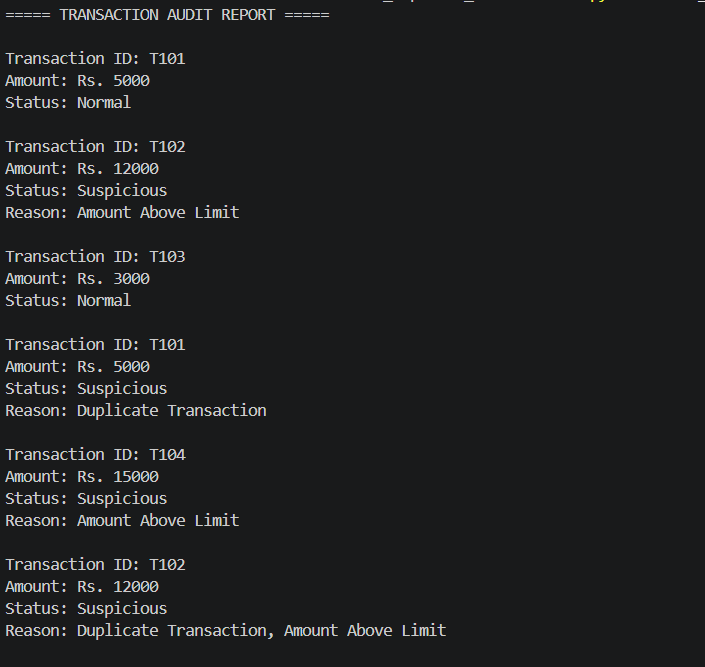 ===== TRANSACTION AUDIT REPORT =====
Transaction ID: T101
Amount: Rs. 5000
Status: Normal
Transaction ID: T102
Amount: Rs. 12000
Status: Suspicious
Reason: Amount Above Limit
Transaction ID: T103
Amount: Rs. 3000
Status: Normal
Transaction ID: T101
Amount: Rs. 5000
Status: Suspicious
Reason: Duplicate Transaction
Transaction ID: T104
Amount: Rs. 15000
Status: Suspicious
Reason: Amount Above Limit
Transaction ID: T102
Amount: Rs. 12000
Status: Suspicious
Reason: Duplicate Transaction, Amount Above Limit